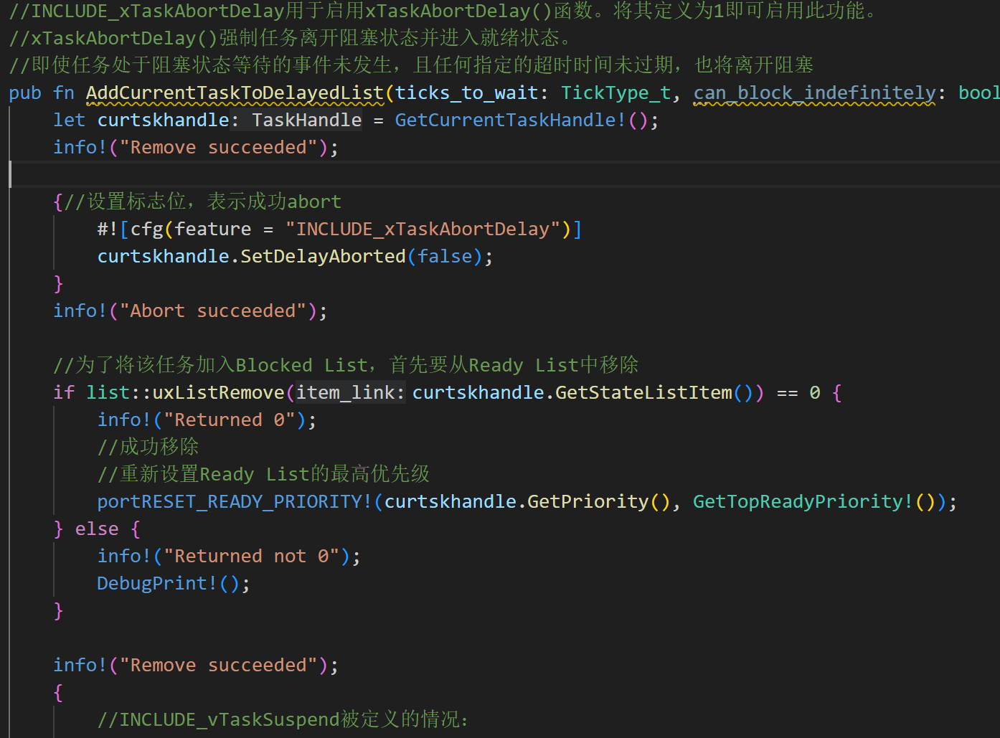 //INCLUDE_xTaskAbortDelay用于启用xTaskAbortDelay()函数。将其定义为1即可启用此功能。
//xTaskAbortDelay()强制任务离开阻塞状态并进入就绪状态。
//即使任务处于阻塞状态等待的事件未发生，且任何指定的超时时间未过期，也将离开阻塞
pub fn AddCurrentTaskToDelayedList(ticks_to_wait: TickType_t, can_block_indefinitely: bool
    let curtskhandle: TaskHandle = GetCurrentTaskHandle!();
    info!("Remove succeeded");
    {//设置标志位，表示成功abort
        #![cfg(feature = "INCLUDE_xTaskAbortDelay")]
        curtskhandle.SetDelayAborted(false);
    }
    info!("Abort succeeded");
    //为了将该任务加入Blocked List，首先要从Ready List中移除
    if list::uxListRemove(item_link: curtskhandle.GetStateListItem()) == 0 {
        info!("Returned 0");
        //成功移除
        //重新设置Ready List的最高优先级
        portRESET_READY_PRIORITY!(curtskhandle.GetPriority(), GetTopReadyPriority!());
    } else {
        info!("Returned not 0");
        DebugPrint!();
    }
    info!("Remove succeeded");
    {
        //INCLUDE_vTaskSuspend被定义的情况：